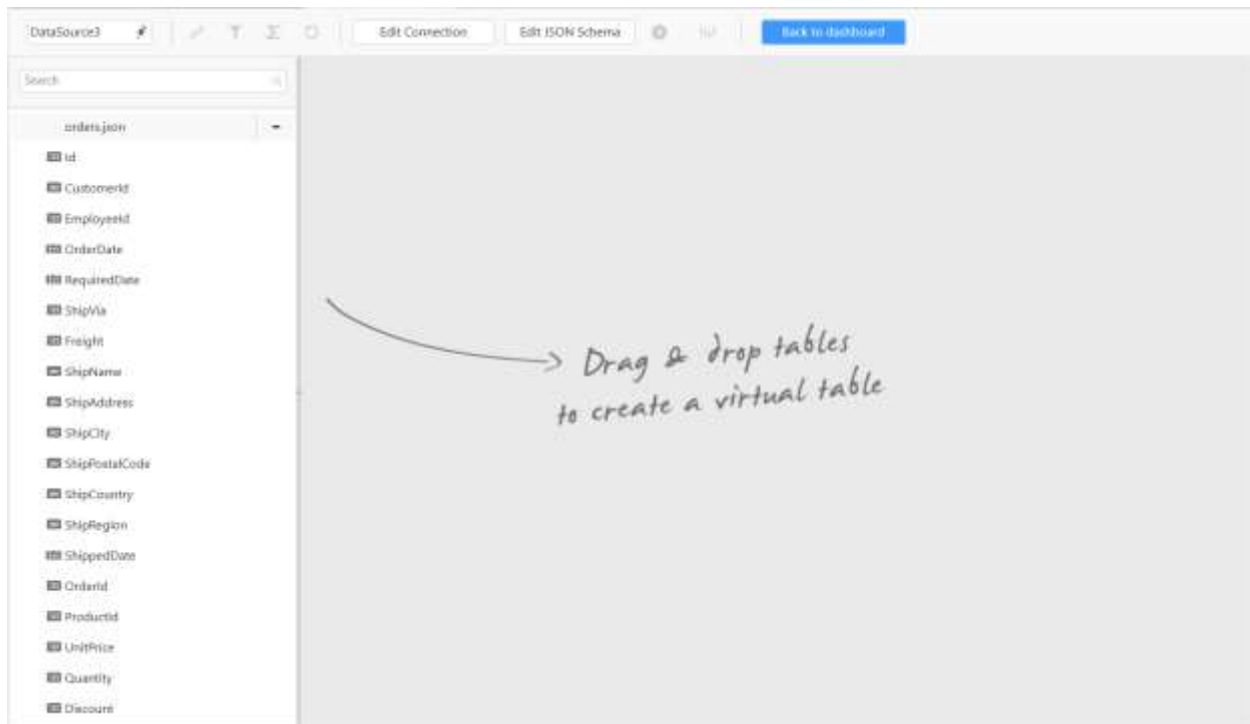 DataSource3
Edit Connection
Edit JSON Schema
Back to dashboard
Search
orders.json
Id
CustomerId
EmployeeId
OrderDate
RequiredDate
ShipVia
Freight
ShipName
ShipAddress
ShipCity
ShipPostalCode
ShipCountry
ShipRegion
ShippedDate
OrderId
ProductId
UnitPrice
Quantity
Discount
Drag & drop tables
to create a virtual table